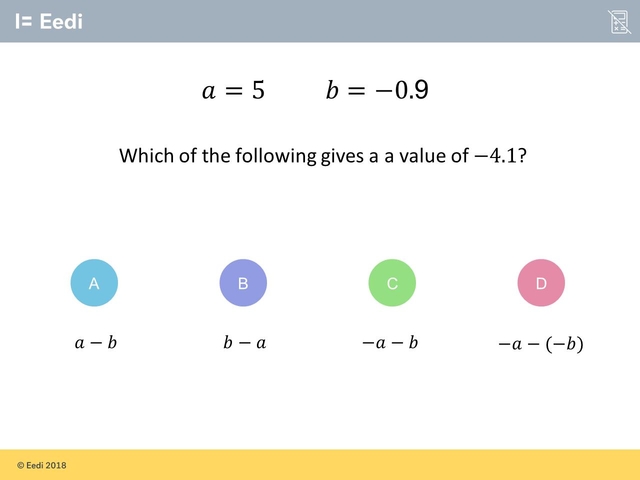 Eedi
a = 5 b = −0.9
Which of the following gives a a value of −4.1?
A B C D
a − b b − a −a − b −a − (−b)
© Eedi 2018